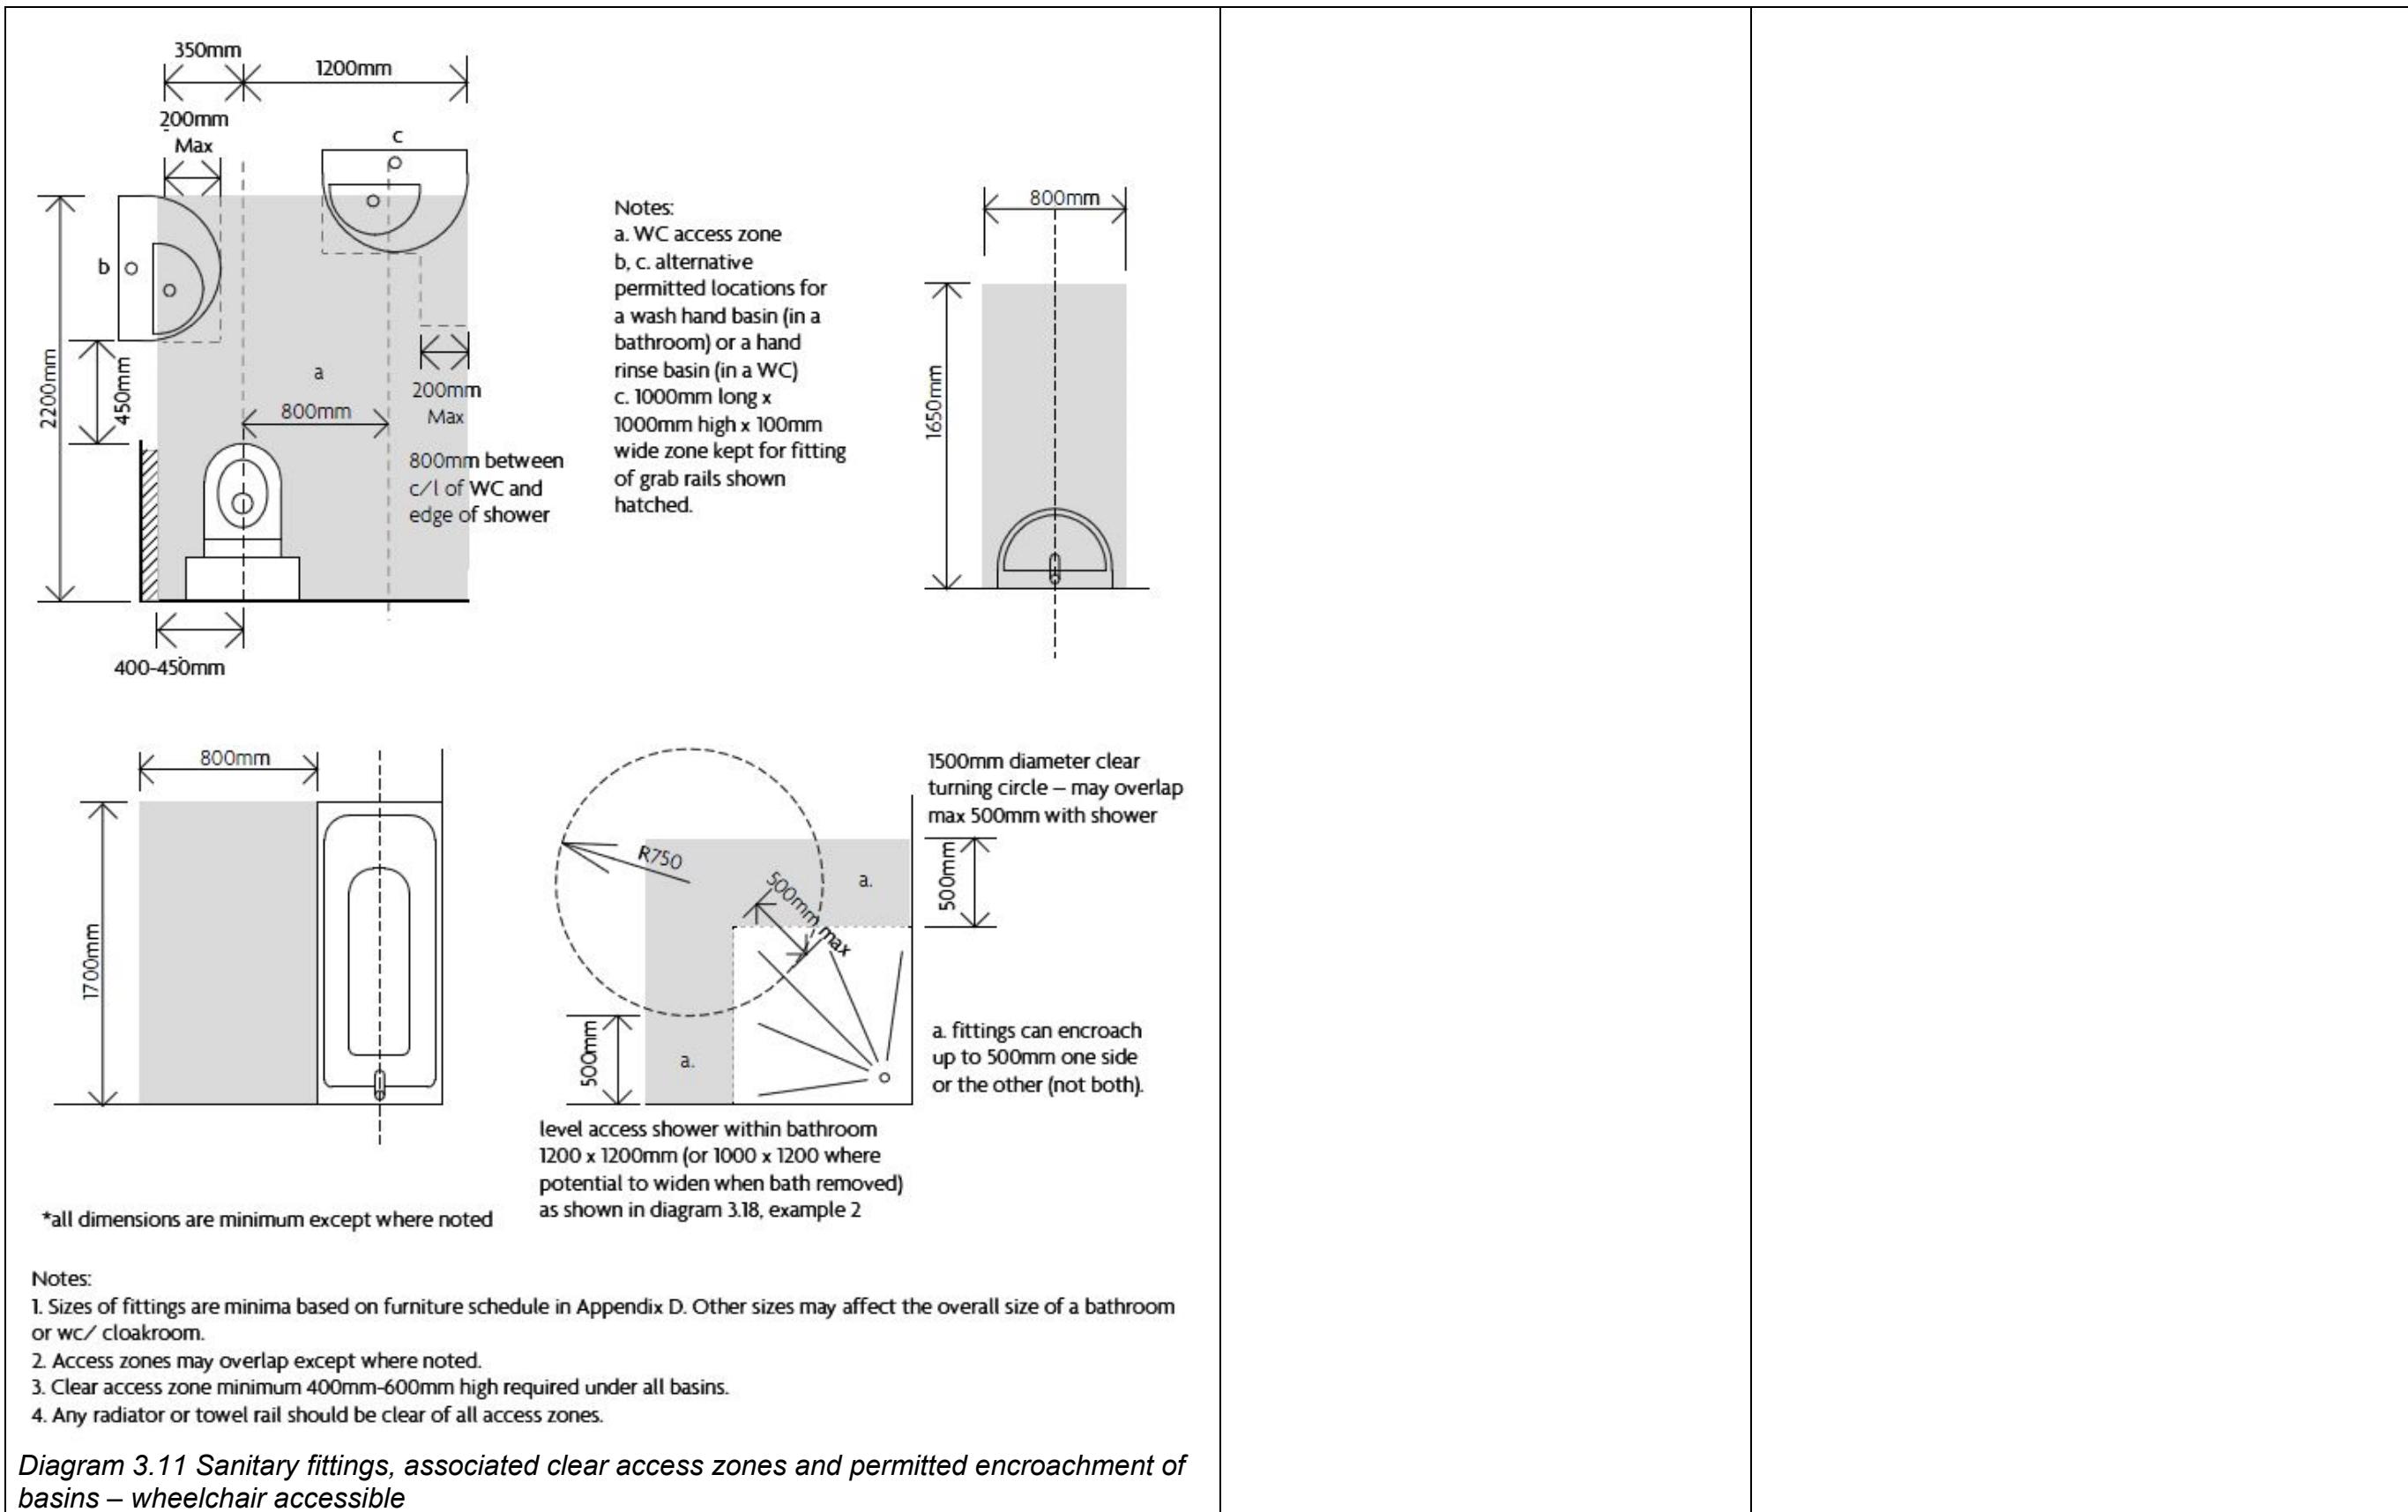 350mm
1200mm
200mm
Max
c
b
2200mm
450mm
a
800mm
200mm
Max
800mm between
c/l of WC and
edge of shower
400-450mm
Notes:
a. WC access zone
b, c. alternative
permitted locations for
a wash hand basin (in a
bathroom) or a hand
rinse basin (in a WC)
c. 1000mm long x
1000mm high x 100mm
wide zone kept for fitting
of grab rails shown
hatched.
800mm
1650mm
800mm
1700mm
R750
500mm max
a.
500mm
500mm
a.
1500mm diameter clear
turning circle – may overlap
max 500mm with shower
a. fittings can encroach
up to 500mm one side
or the other (not both).
level access shower within bathroom
1200 x 1200mm (or 1000 x 1200 where
potential to widen when bath removed)
as shown in diagram 3.18, example 2
*all dimensions are minimum except where noted
Notes:
1. Sizes of fittings are minima based on furniture schedule in Appendix D. Other sizes may affect the overall size of a bathroom
or wc/ cloakroom.
2. Access zones may overlap except where noted.
3. Clear access zone minimum 400mm-600mm high required under all basins.
4. Any radiator or towel rail should be clear of all access zones.
Diagram 3.11 Sanitary fittings, associated clear access zones and permitted encroachment of
basins – wheelchair accessible